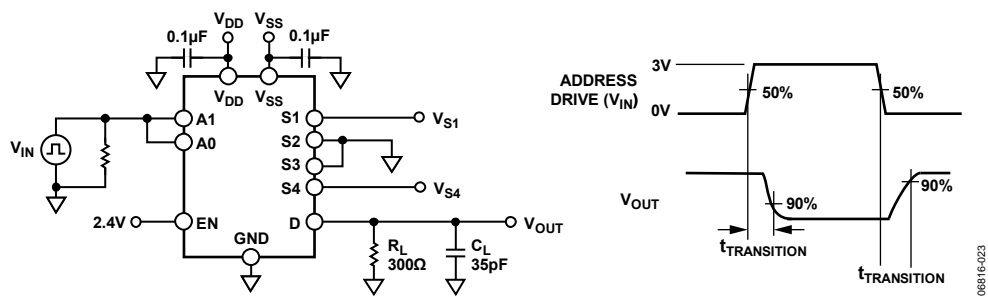 VDD
VSS
0.1µF
0.1µF
VDD
VSS
A1
A0
VIN
S1
VS1
S2
S3
S4
VS4
2.4V
EN
D
VOUT
GND
RL
300Ω
CL
35pF
3V
ADDRESS
DRIVE (VIN)
0V
50%
50%
VOUT
90%
90%
tTRANSITION
tTRANSITION
06816-023